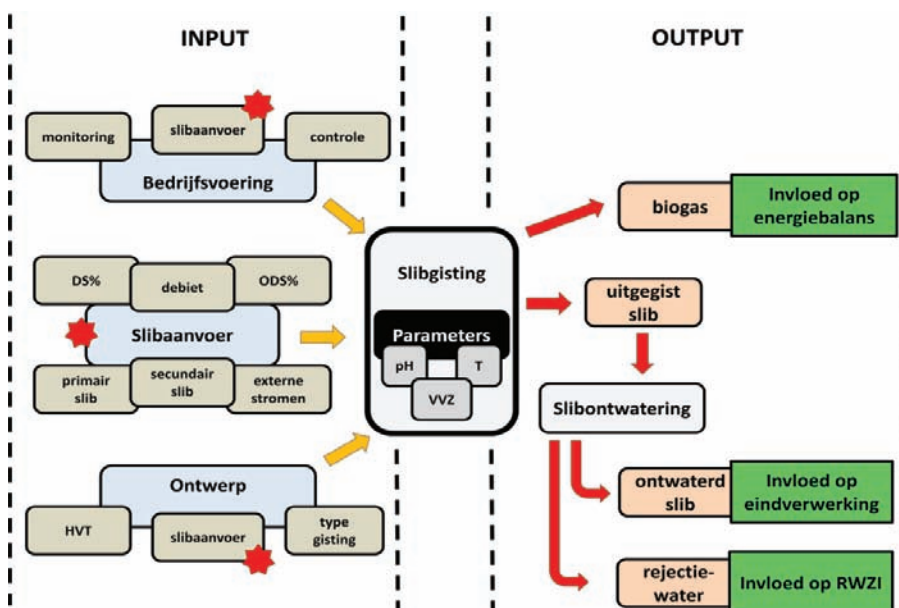 INPUT
OUTPUT
monitoring
slibaanvoer
controle
Bedrijfsvoering
DS%
debiet
ODS%
Slibaanvoer
primair
slib
secundair
slib
externe
stromen
Ontwerp
HVT
slibaanvoer
type
gisting
Slibgisting
Parameters
pH
T
VVZ
biogas
Invloed op
energiebalans
uitgegist
slib
Slibontwatering
ontwaterd
slib
Invloed op
eindverwerking
rejectie-
water
Invloed op RWZI